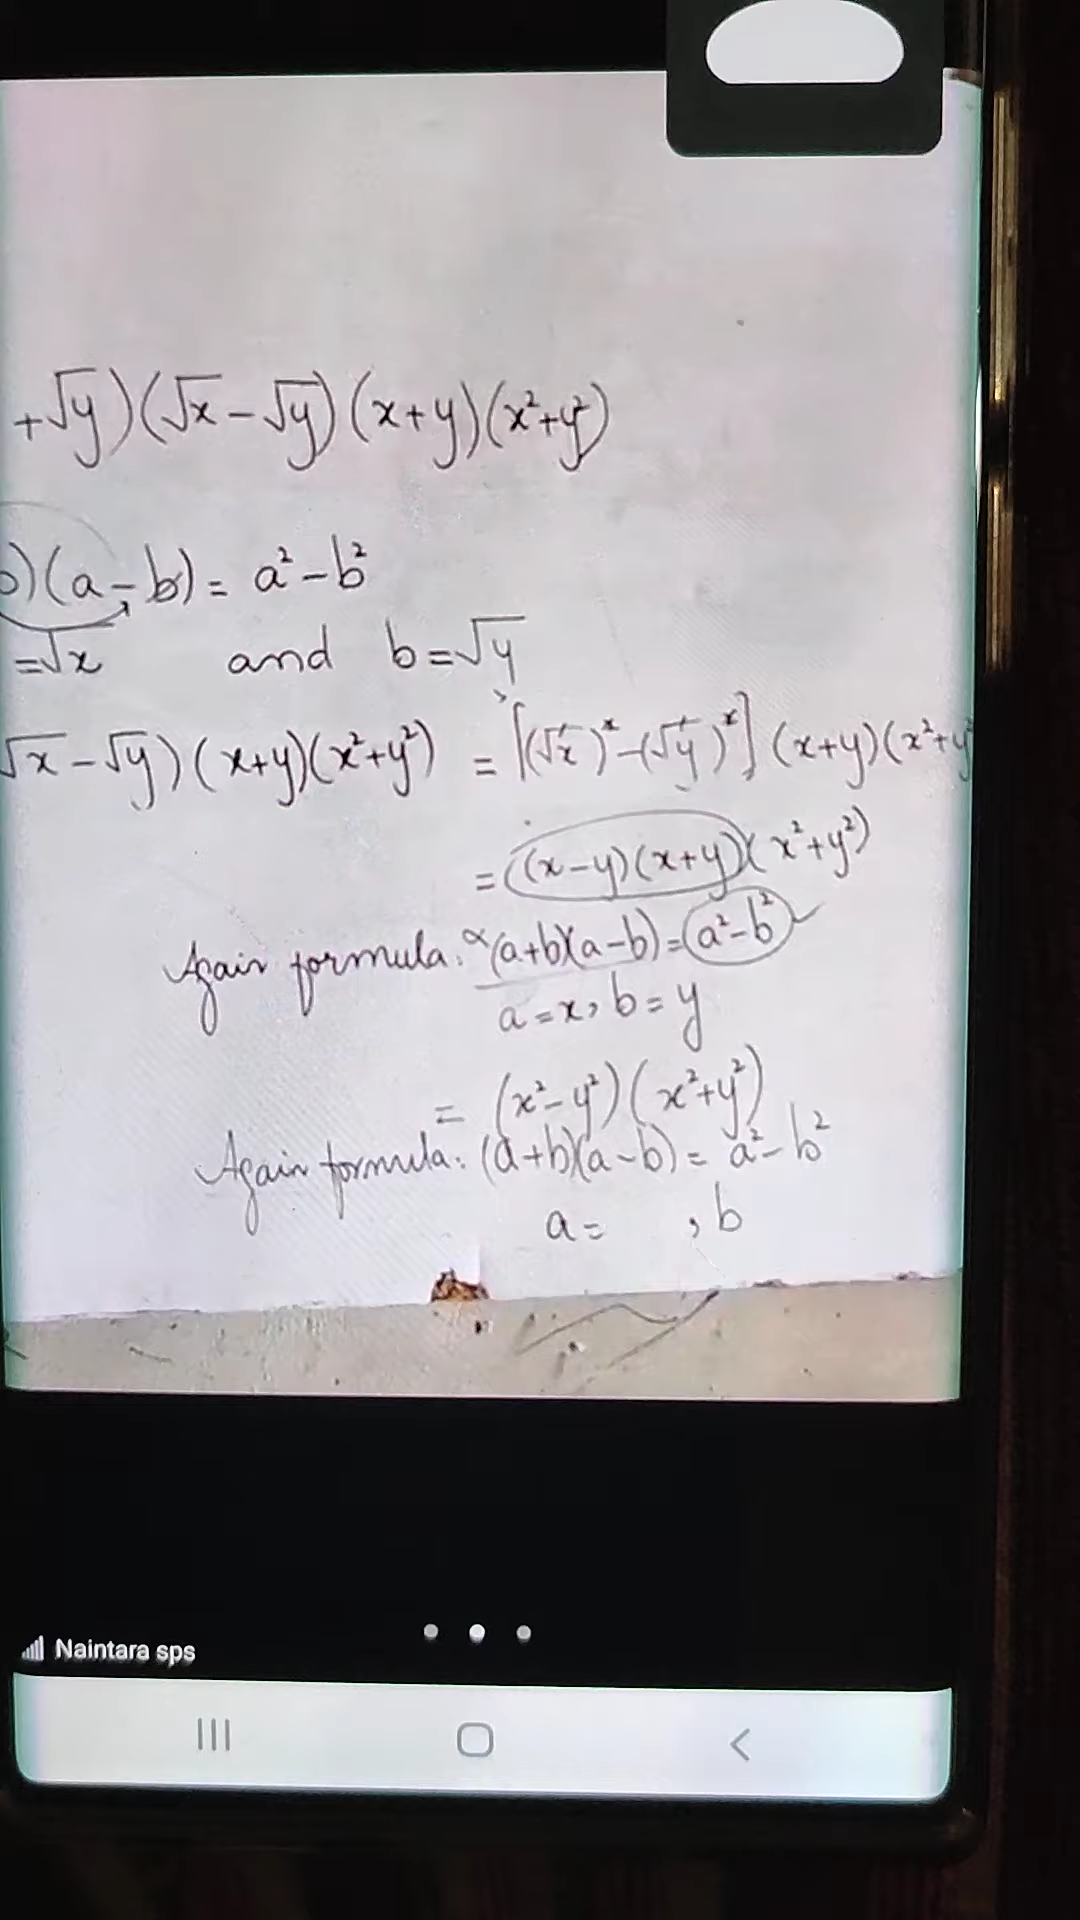 +√y)(√x-√y)(x+y)(x²+y²)
b)(a-b)= a²-b²
=√x and b=√y
√x-√y)(x+y)(x²+y²) = [(√x)²-(√y)²](x+y)(x²+y²
=((x-y)(x+y)(x²+y²)
Again formula: (a+b)(a-b)=a²-b²
a=x, b=y
= (x²-y²)(x²+y²)
Again formula: (a+b)(a-b)= a²-b²
a= , b
Naintara sps